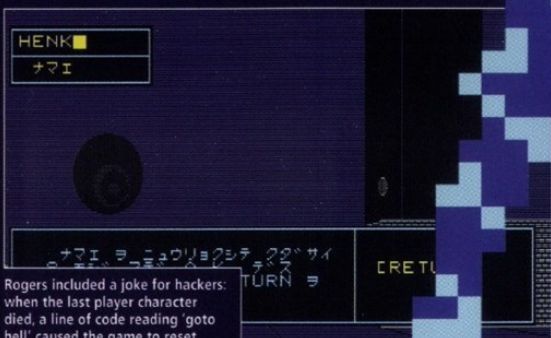 HENK
ナマエ
ナマエ ヲ ニュウリョクシテ クダサイ
TURN ヲ
[RETU
Rogers included a joke for hackers:
when the last player character
died, a line of code reading 'goto
hell' caused the game to reset